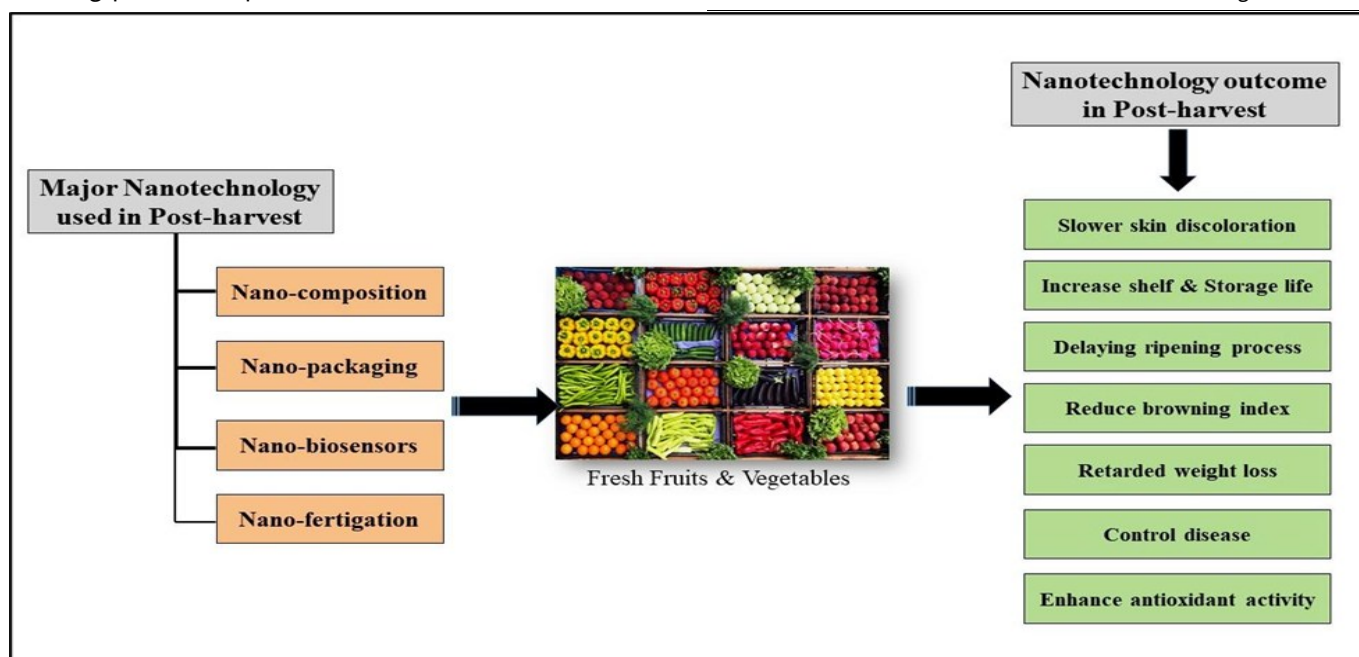 Major Nanotechnology
used in Post-harvest
Nano-composition
Nano-packaging
Nano-biosensors
Nano-fertigation
Fresh Fruits & Vegetables
Nanotechnology outcome
in Post-harvest
Slower skin discoloration
Increase shelf & Storage life
Delaying ripening process
Reduce browning index
Retarded weight loss
Control disease
Enhance antioxidant activity